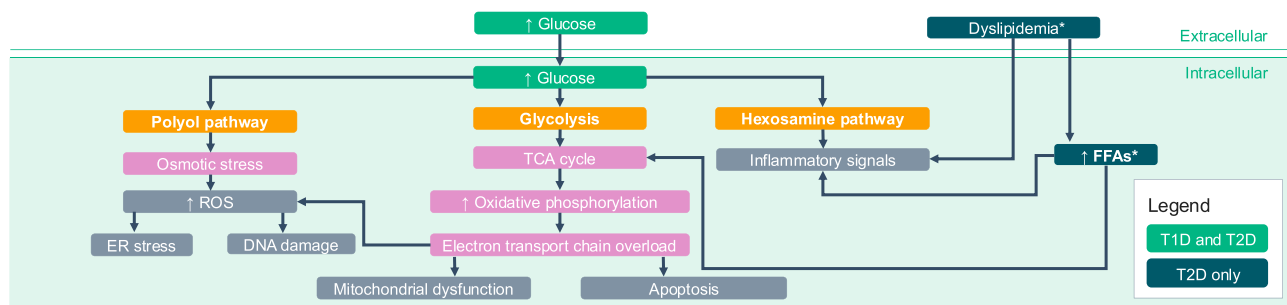 ↑ Glucose
Dyslipidemia*
Extracellular
↑ Glucose
Intracellular
Polyol pathway
Glycolysis
Hexosamine pathway
Osmotic stress
TCA cycle
Inflammatory signals
↑ FFAs*
↑ ROS
↑ Oxidative phosphorylation
Legend
ER stress
DNA damage
Electron transport chain overload
T1D and T2D
Mitochondrial dysfunction
Apoptosis
T2D only